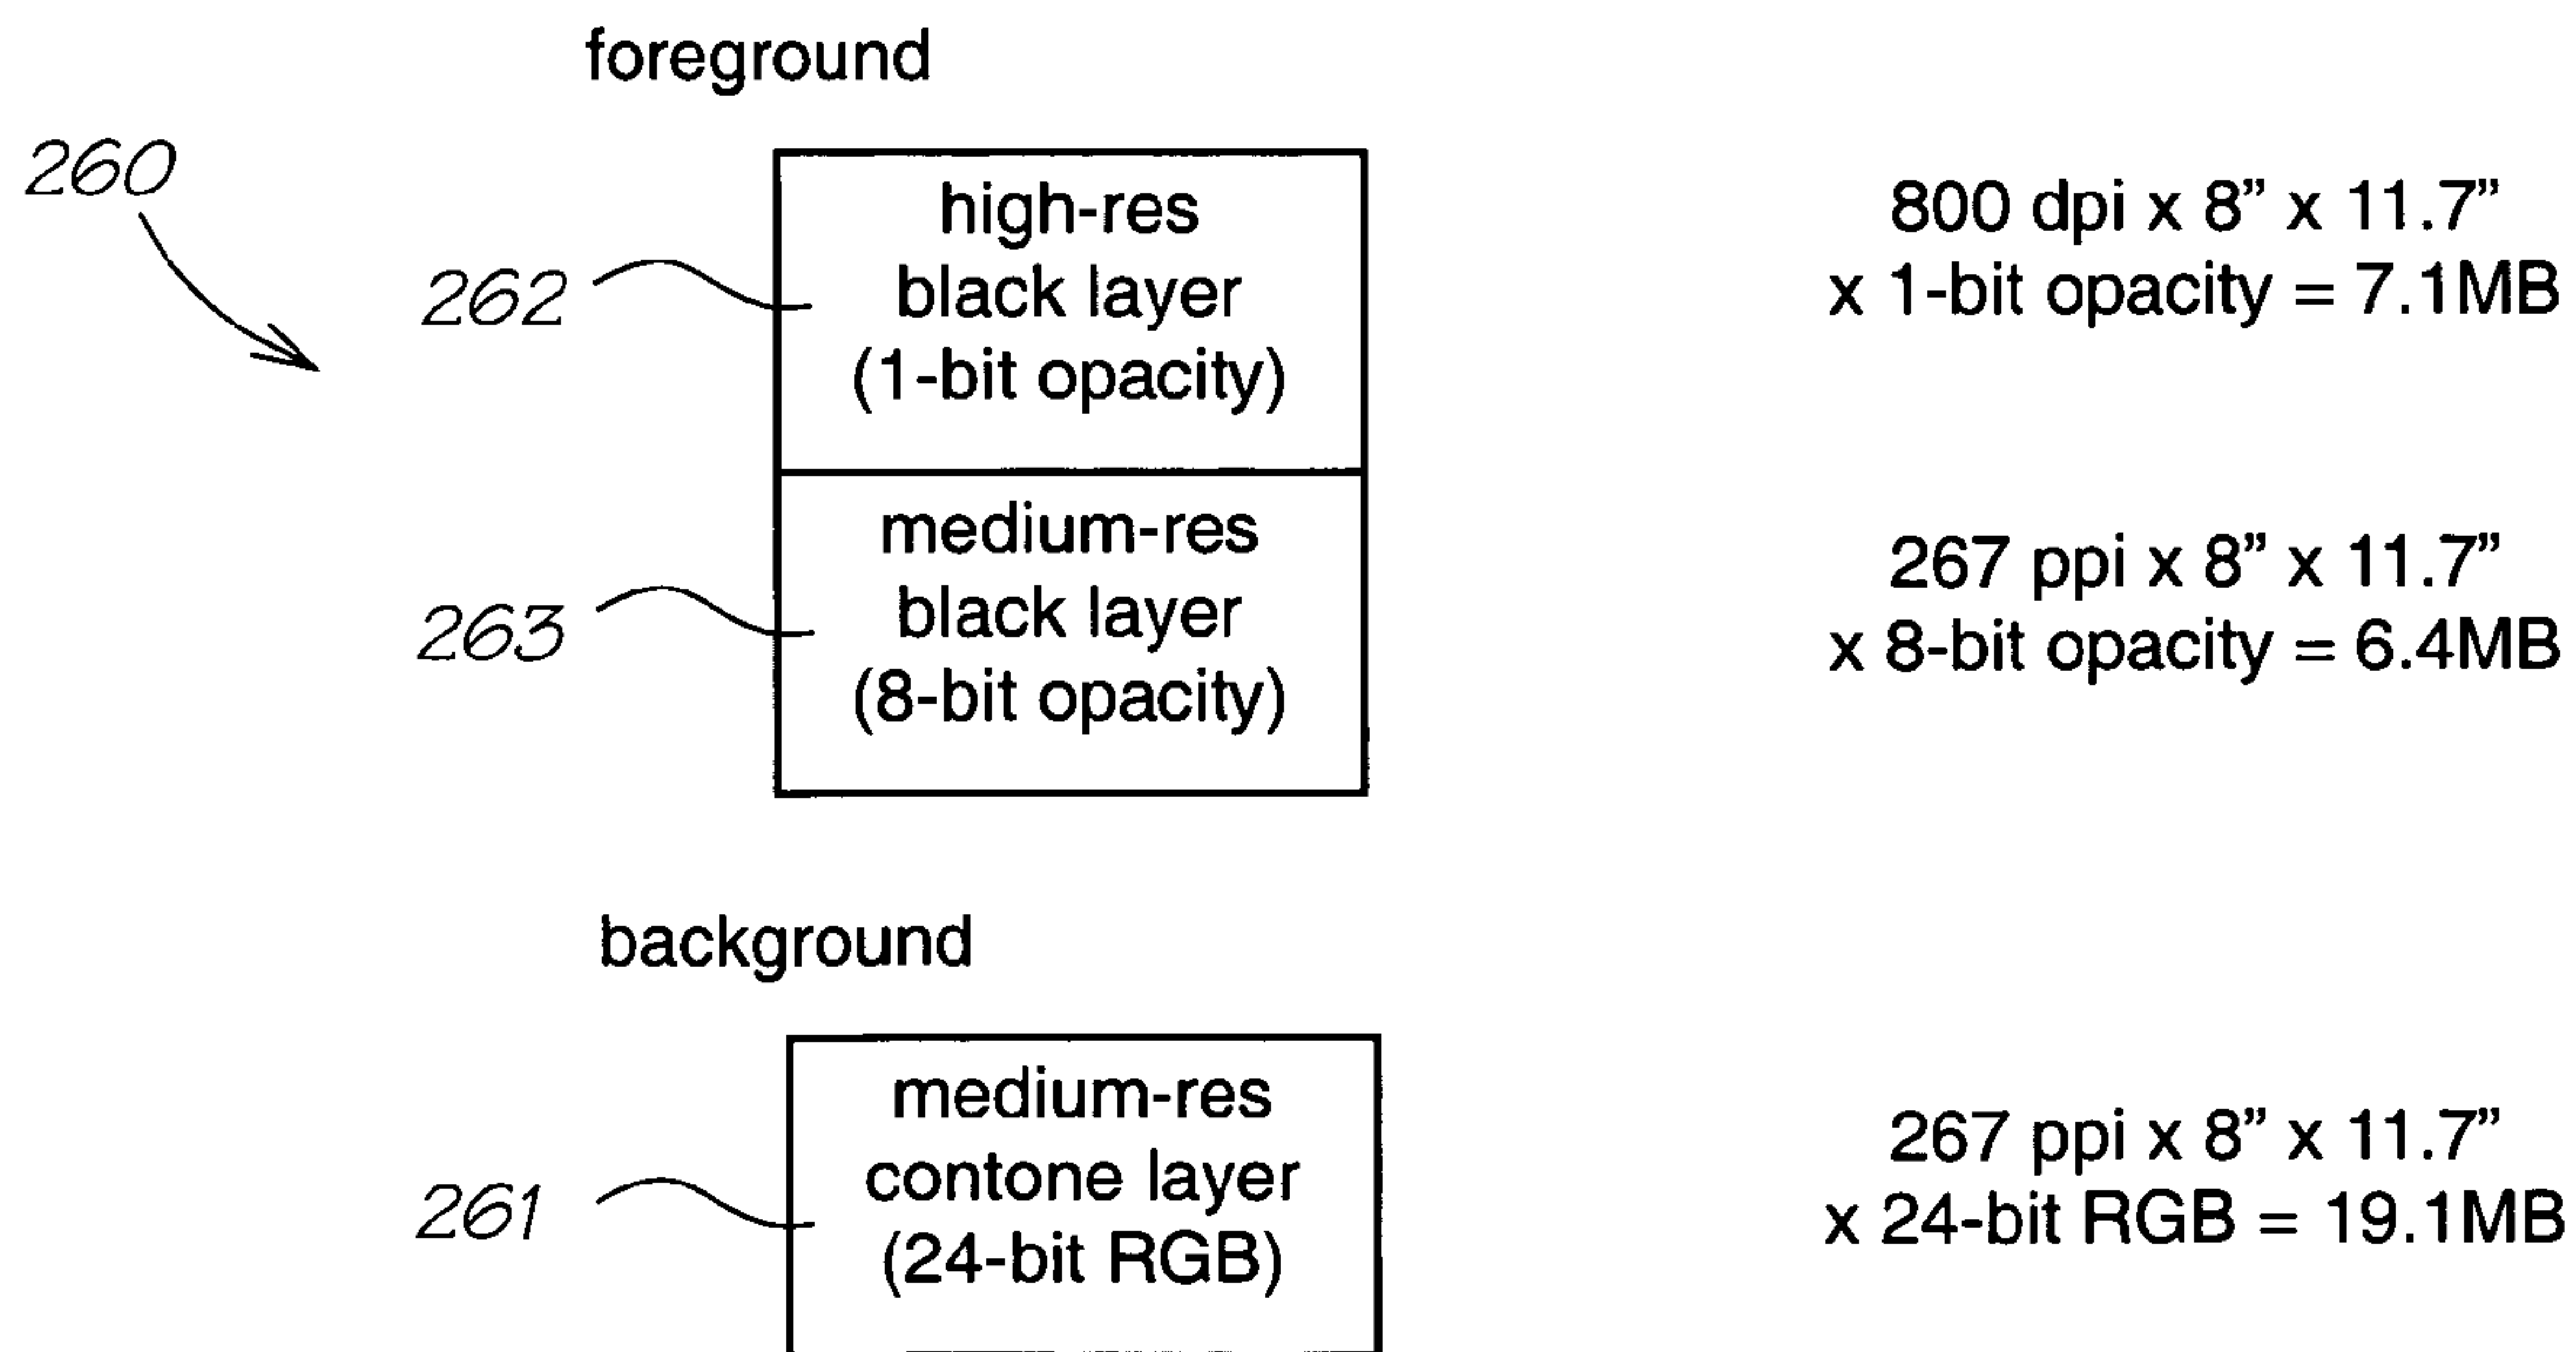 foreground
260
262
high-res
black layer
(1-bit opacity)
800 dpi x 8” x 11.7”
x 1-bit opacity = 7.1MB
263
medium-res
black layer
(8-bit opacity)
267 ppi x 8” x 11.7”
x 8-bit opacity = 6.4MB
background
261
medium-res
contone layer
(24-bit RGB)
267 ppi x 8” x 11.7”
x 24-bit RGB = 19.1MB